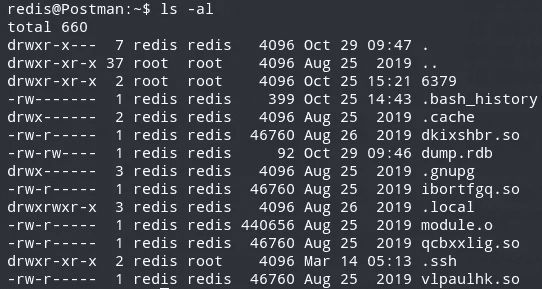 redis@Postman:~$ ls -al
total 660
drwxr-x---  7 redis redis   4096 Oct 29 09:47 .
drwxr-xr-x 37 root  root    4096 Aug 25  2019 ..
drwxr-xr-x  2 root  root    4096 Oct 25 15:21 6379
-rw-------  1 redis redis    399 Oct 25 14:43 .bash_history
drwx------  2 redis redis   4096 Aug 25  2019 .cache
-rw-r-----  1 redis redis  46760 Aug 26  2019 dkixshbr.so
-rw-rw----  1 redis redis     92 Oct 29 09:46 dump.rdb
drwx------  3 redis redis   4096 Aug 25  2019 .gnupg
-rw-r-----  1 redis redis  46760 Aug 25  2019 ibortfgq.so
drwxrwxr-x  3 redis redis   4096 Aug 26  2019 .local
-rw-r-----  1 redis redis 440656 Aug 25  2019 module.o
-rw-r-----  1 redis redis  46760 Aug 25  2019 qcbxxlig.so
drwxr-xr-x  2 redis root    4096 Mar 14 05:13 .ssh
-rw-r-----  1 redis redis  46760 Aug 25  2019 vlpaulhk.so